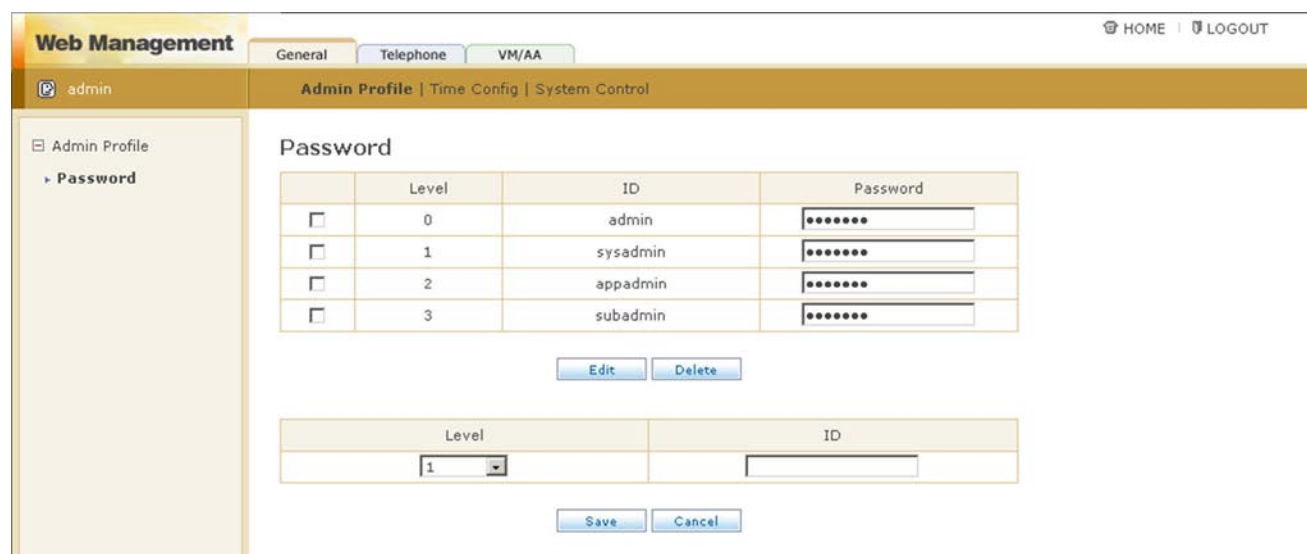 Web Management
General Telephone VM/AA
HOME | LOGOUT
admin
Admin Profile | Time Config | System Control
Admin Profile
Password
Password
Level ID Password
0 admin •••••••
1 sysadmin •••••••
2 appadmin •••••••
3 subadmin •••••••
Edit Delete
Level ID
1
Save Cancel